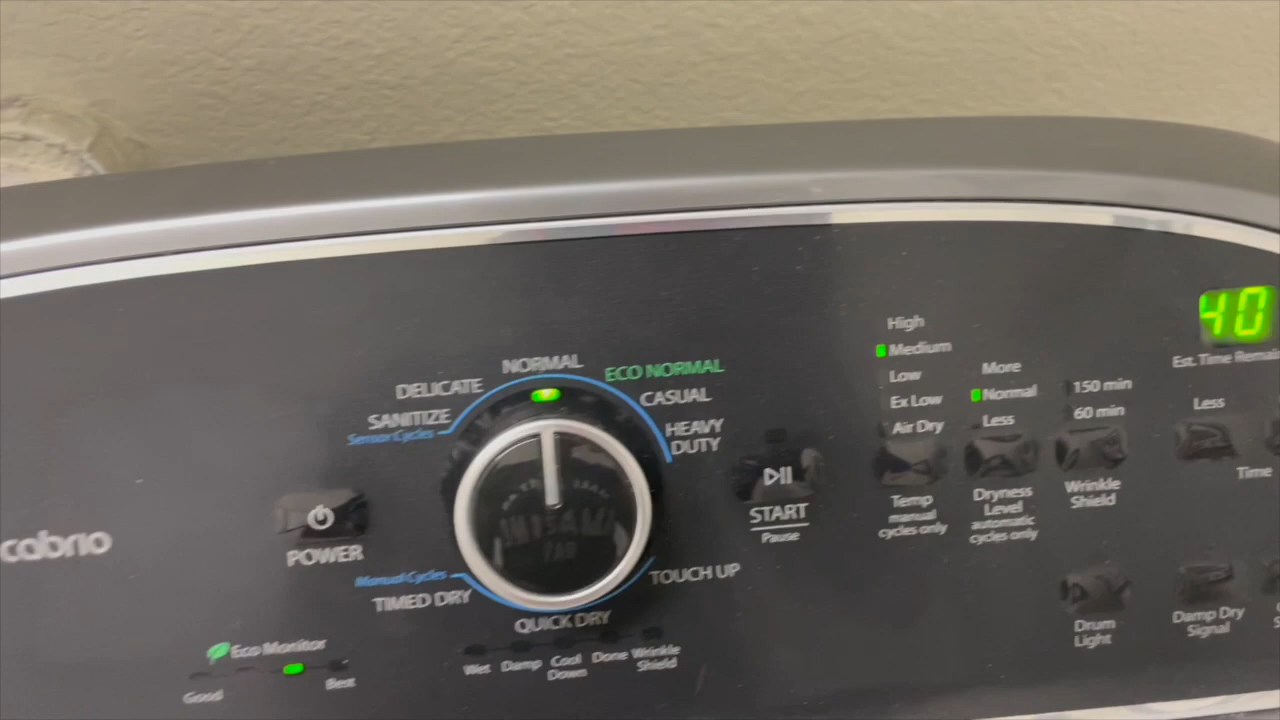 40
Est. Time
High
Medium
Low
Ex Low
Air Dry
More
Normal
Less
150 min
60 min
Less
Time
NORMAL
ECO NORMAL
DELICATE
CASUAL
SANITIZE
Sensor Cycles
HEAVY
DUTY
START
Pause
Temp
manual
cycles only
Dryness
Level
automatic
cycles only
Wrinkle
Shield
cabrio
POWER
Manual Cycles
TIMED DRY
TOUCH UP
QUICK DRY
Eco Monitor
Good
Best
Wet
Damp
Cool
Down
Done
Wrinkle
Shield
Drum
Light
Damp Dry
Signal